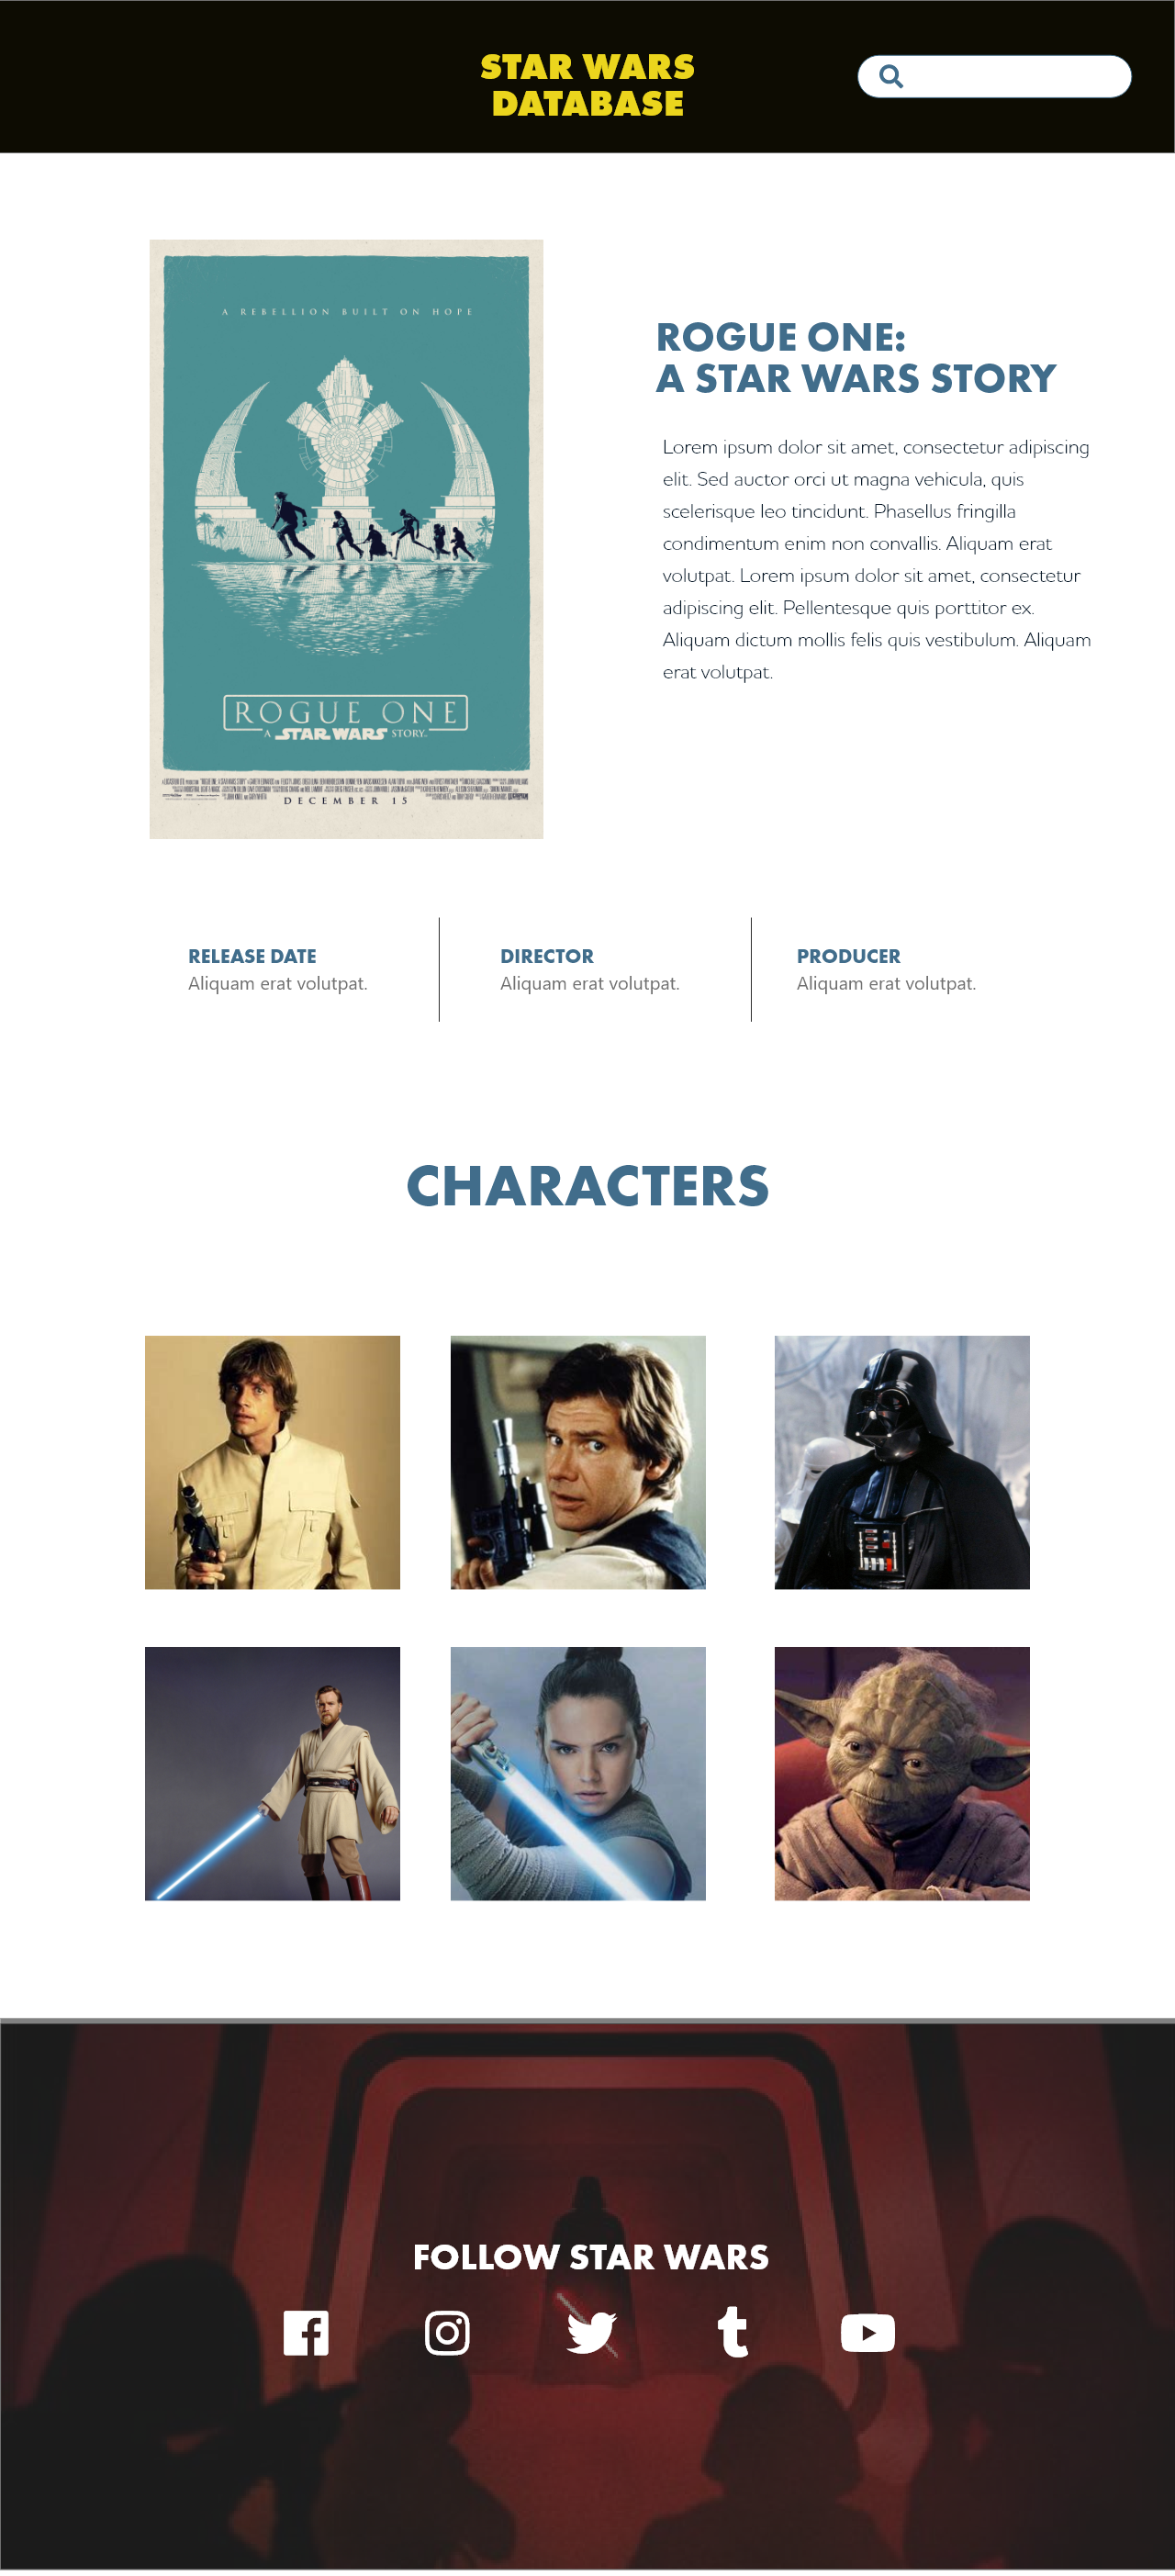 STAR WARS
DATABASE
A REBELLION BUILT ON HOPE
ROGUE ONE
A STAR WARS STORY
DECEMBER 15
ROGUE ONE:
A STAR WARS STORY
Lorem ipsum dolor sit amet, consectetur adipiscing
elit. Sed auctor orci ut magna vehicula, quis
scelerisque leo tincidunt. Phasellus fringilla
condimentum enim non convallis. Aliquam erat
volutpat. Lorem ipsum dolor sit amet, consectetur
adipiscing elit. Pellentesque quis porttitor ex.
Aliquam dictum mollis felis quis vestibulum. Aliquam
erat volutpat.
RELEASE DATE
Aliquam erat volutpat.
DIRECTOR
Aliquam erat volutpat.
PRODUCER
Aliquam erat volutpat.
CHARACTERS
FOLLOW STAR WARS